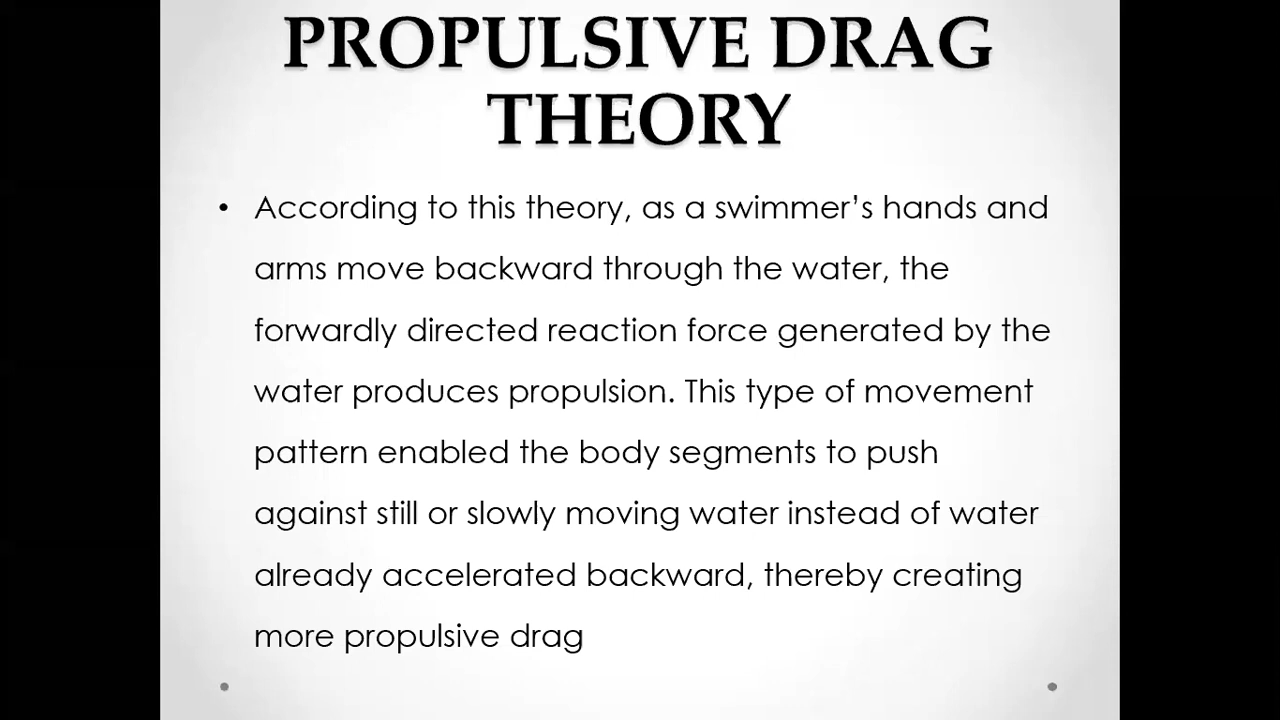 PROPULSIVE DRAG
THEORY
• According to this theory, as a swimmer’s hands and
arms move backward through the water, the
forwardly directed reaction force generated by the
water produces propulsion. This type of movement
pattern enabled the body segments to push
against still or slowly moving water instead of water
already accelerated backward, thereby creating
more propulsive drag